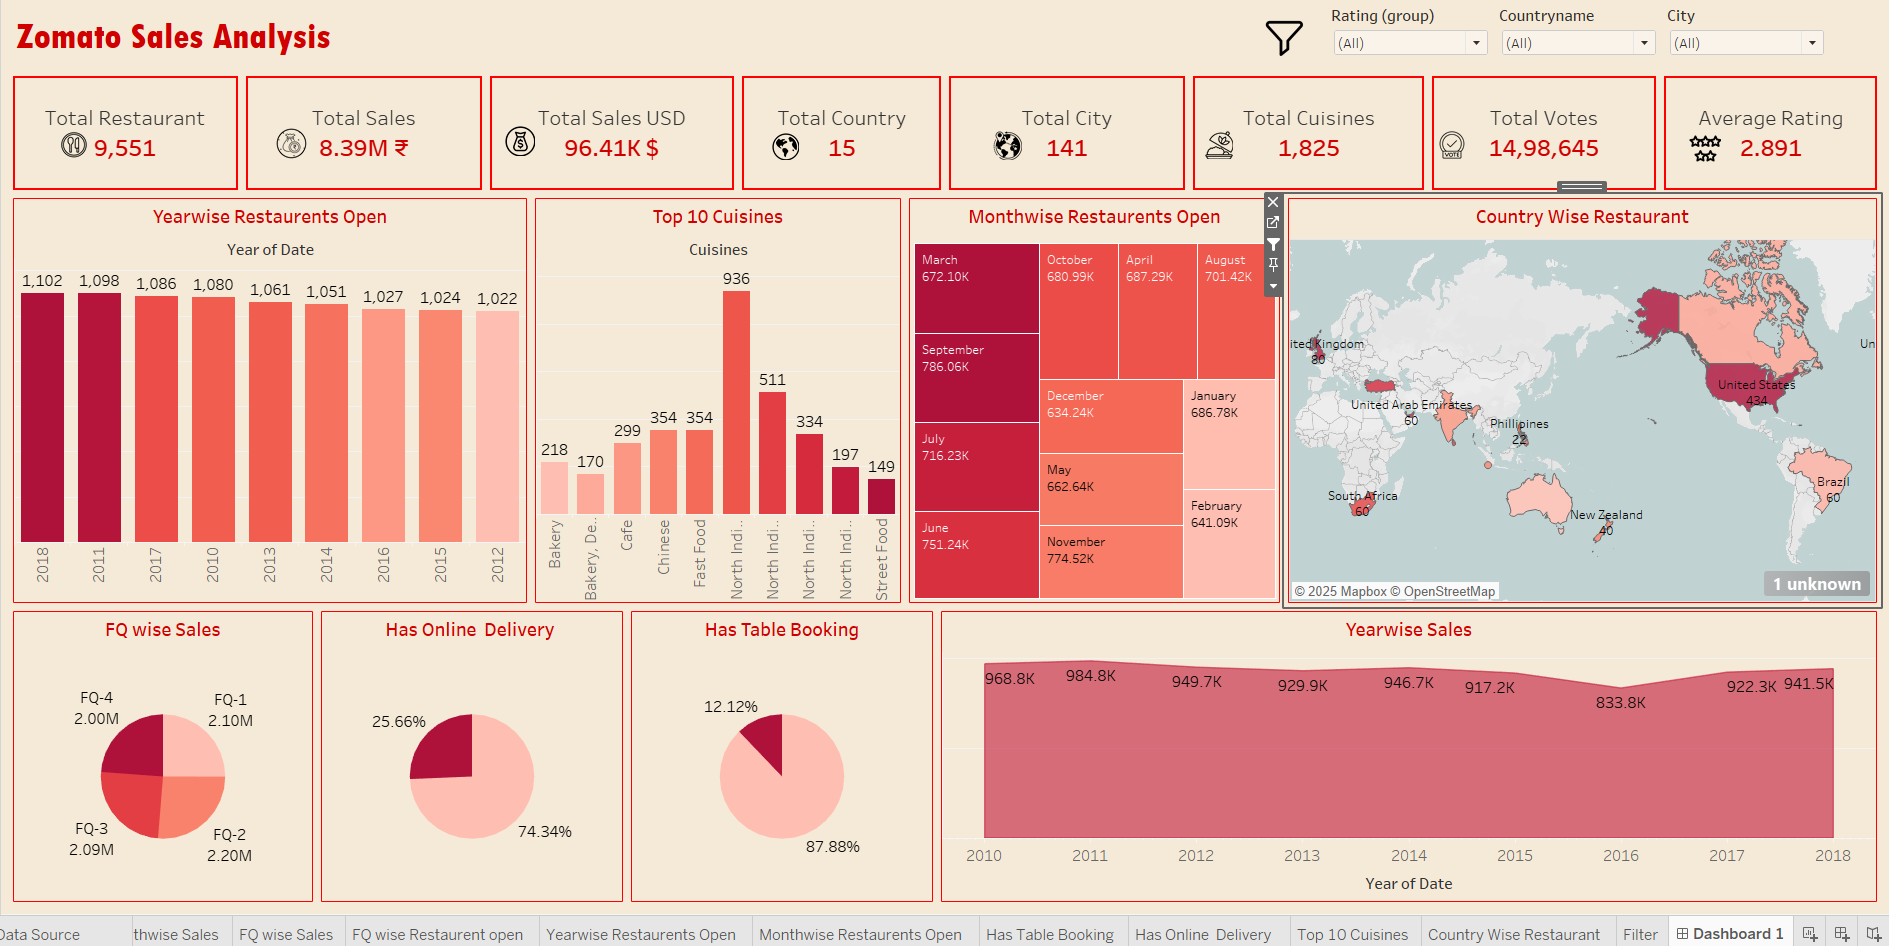 Zomato Sales Analysis
Rating (group)
(All)
Countryname
(All)
City
(All)
Total Restaurant
9,551
Total Sales
8.39M ₹
Total Sales USD
96.41K $
Total Country
15
Total City
141
Total Cuisines
1,825
VOTE
Total Votes
14,98,645
Average Rating
2.891
Yearwise Restaurents Open
Year of Date
1,102
1,098
1,086
1,080
1,061
1,051
1,027
1,024
1,022
2018
2011
2017
2010
2013
2014
2016
2015
2012
Top 10 Cuisines
Cuisines
218
170
299
354
354
936
511
334
197
149
Bakery
Bakery, De..
Cafe
Chinese
Fast Food
North Indi..
North Indi..
North Indi..
North Indi..
Street Food
Monthwise Restaurents Open
March
672.10K
September
786.06K
July
716.23K
June
751.24K
October
680.99K
April
687.29K
August
701.42K
December
634.24K
May
662.64K
November
774.52K
January
686.78K
February
641.09K
Country Wise Restaurant
ited Kingdom
80
Un
United States
434
United Arab Emirates
60
Phillipines
22
South Africa
60
Brazil
60
New Zealand
40
1 unknown
© 2025 Mapbox © OpenStreetMap
FQ wise Sales
FQ-4
2.00M
FQ-1
2.10M
FQ-3
2.09M
FQ-2
2.20M
Has Online  Delivery
25.66%
74.34%
Has Table Booking
12.12%
87.88%
Yearwise Sales
968.8K
984.8K
949.7K
929.9K
946.7K
917.2K
833.8K
922.3K
941.5K
2010
2011
2012
2013
2014
2015
2016
2017
2018
Year of Date
Data Source
thwise Sales
FQ wise Sales
FQ wise Restaurent open
Yearwise Restaurents Open
Monthwise Restaurents Open
Has Table Booking
Has Online  Delivery
Top 10 Cuisines
Country Wise Restaurant
Filter
Dashboard 1